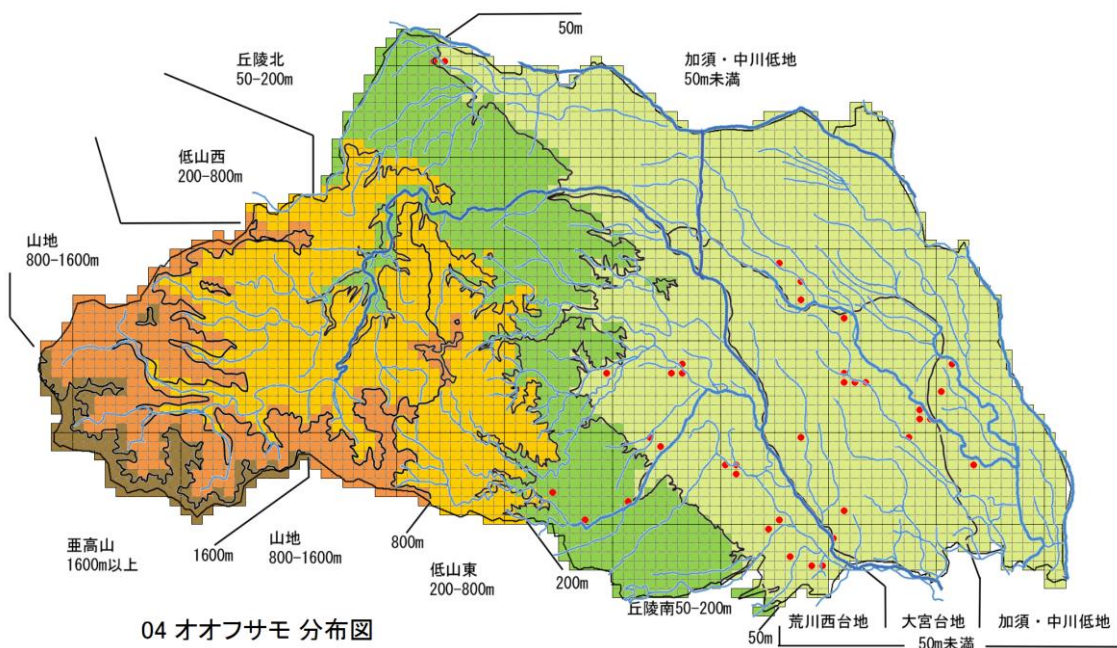 50m
丘陵北
50-200m
加須・中川低地
50m未満
低山西
200-800m
山地
800-1600m
亜高山
1600m以上
1600m
山地
800-1600m
800m
低山東
200-800m
200m
丘陵南50-200m
50m
荒川西台地
大宮台地
加須・中川低地
50m未満
04 オオフサモ 分布図